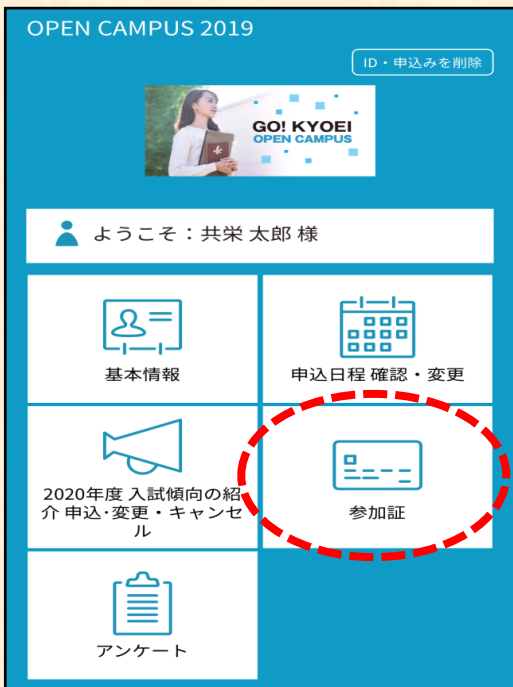 OPEN CAMPUS 2019
ID・申込みを削除
GO! KYOEI
OPEN CAMPUS
ようこそ：共栄 太郎 様
基本情報
申込日程 確認・変更
2020年度 入試傾向の紹
介 申込･変更・キャンセ
ル
参加証
アンケート